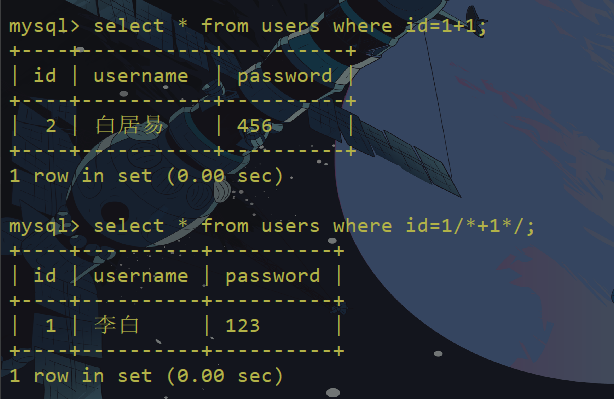 mysql> select * from users where id=1+1;
+----+-----------+----------+
| id | username  | password |
+----+-----------+----------+
|  2 | 白居易    | 456      |
+----+-----------+----------+
1 row in set (0.00 sec)
mysql> select * from users where id=1/*+1*/;
+----+----------+----------+
| id | username | password |
+----+----------+----------+
|  1 | 李白     | 123      |
+----+----------+----------+
1 row in set (0.00 sec)